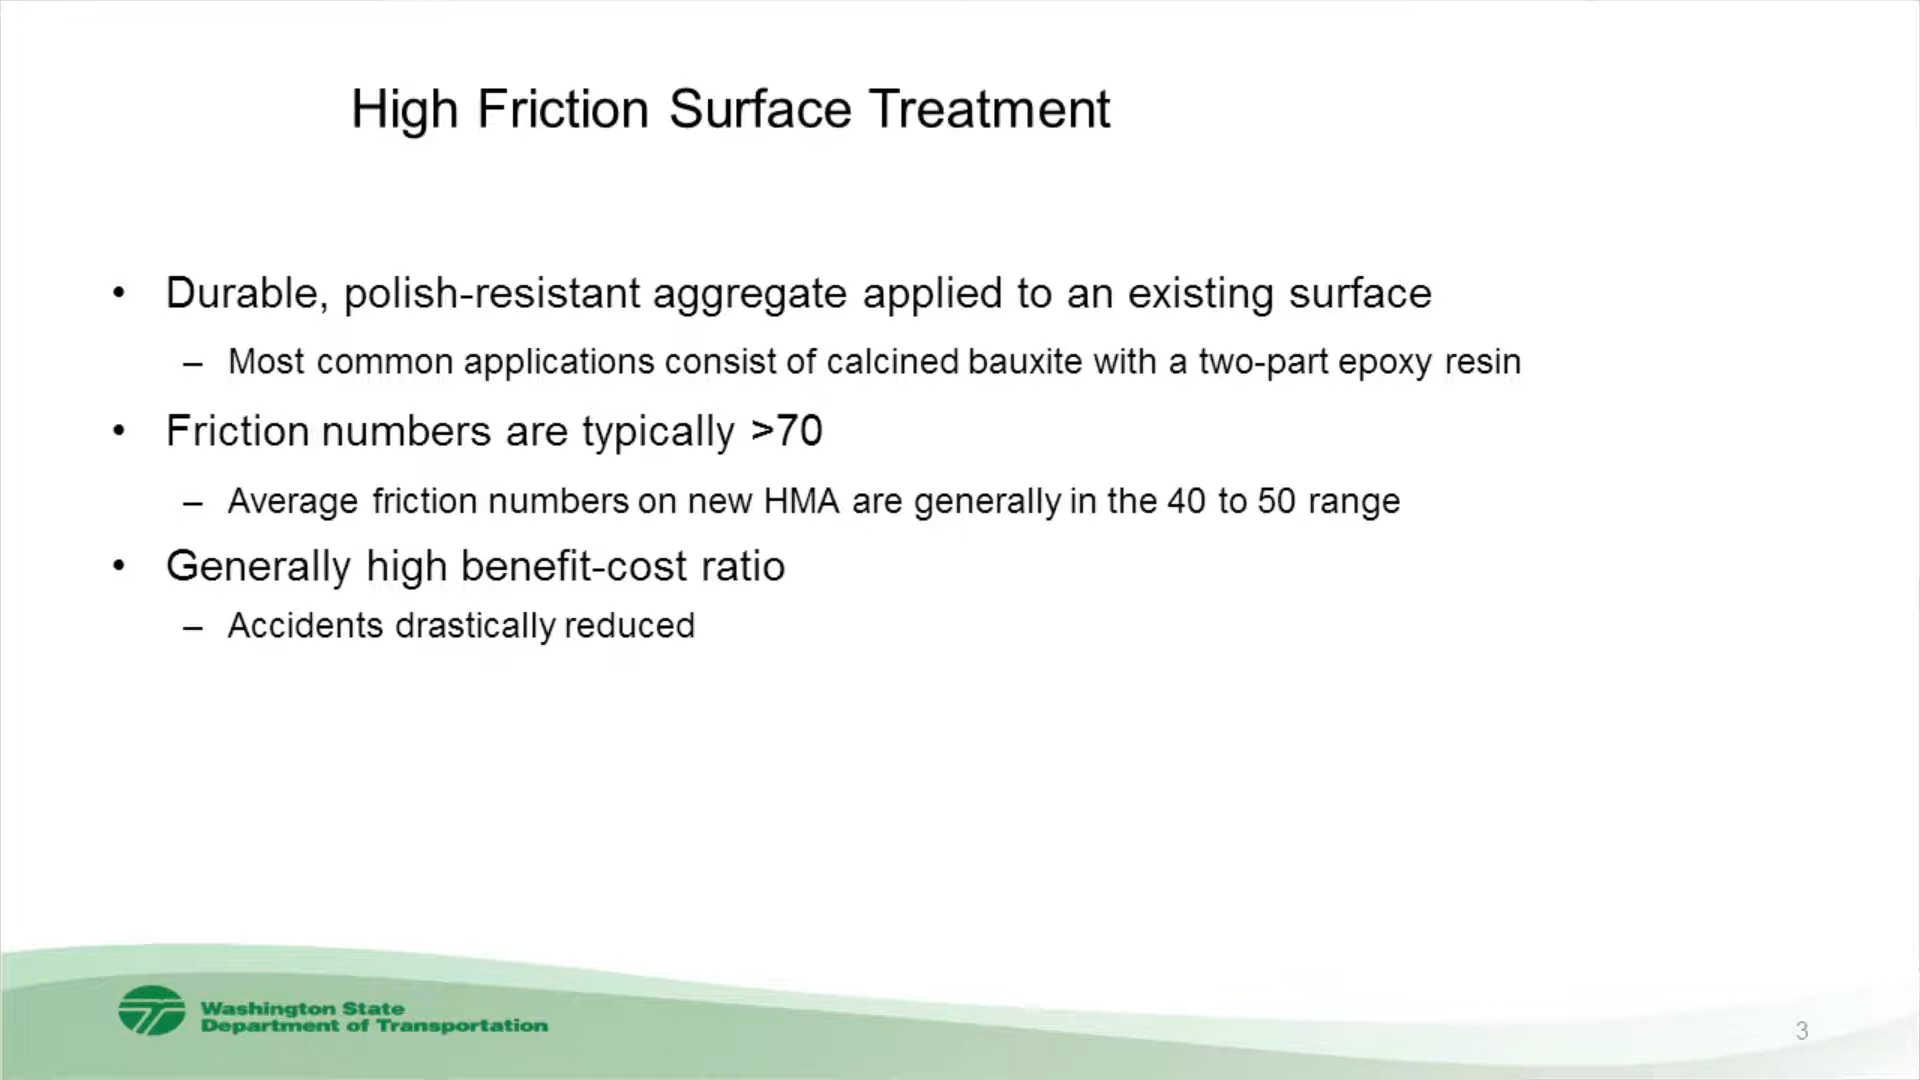 High Friction Surface Treatment
• Durable, polish-resistant aggregate applied to an existing surface
– Most common applications consist of calcined bauxite with a two-part epoxy resin
• Friction numbers are typically >70
– Average friction numbers on new HMA are generally in the 40 to 50 range
• Generally high benefit-cost ratio
– Accidents drastically reduced
Washington State
Department of Transportation
3